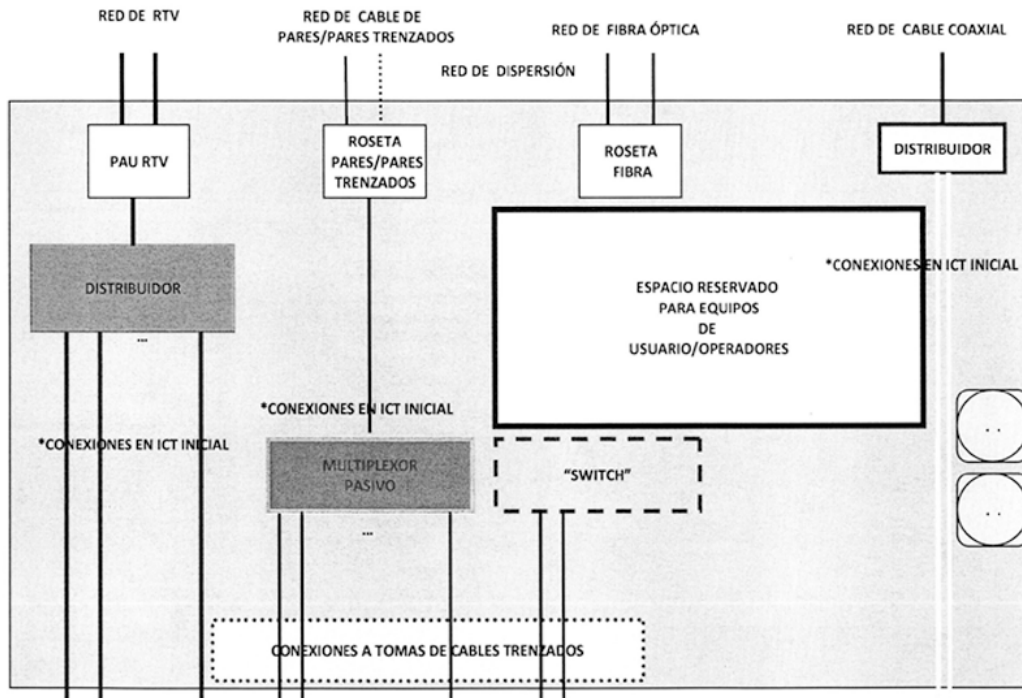 RED DE RTV
RED DE CABLE DE
PARES/PARES TRENZADOS
RED DE FIBRA ÓPTICA
RED DE CABLE COAXIAL
RED DE DISPERSIÓN
PAU RTV
ROSETA
PARES/PARES
TRENZADOS
ROSETA
FIBRA
DISTRIBUIDOR
DISTRIBUIDOR
...
ESPACIO RESERVADO
PARA EQUIPOS
DE
USUARIO/OPERADORES
*CONEXIONES EN ICT INICIAL
*CONEXIONES EN ICT INICIAL
*CONEXIONES EN ICT INICIAL
MULTIPLEXOR
PASIVO
...
"SWITCH"
CONEXIONES A TOMAS DE CABLES TRENZADOS